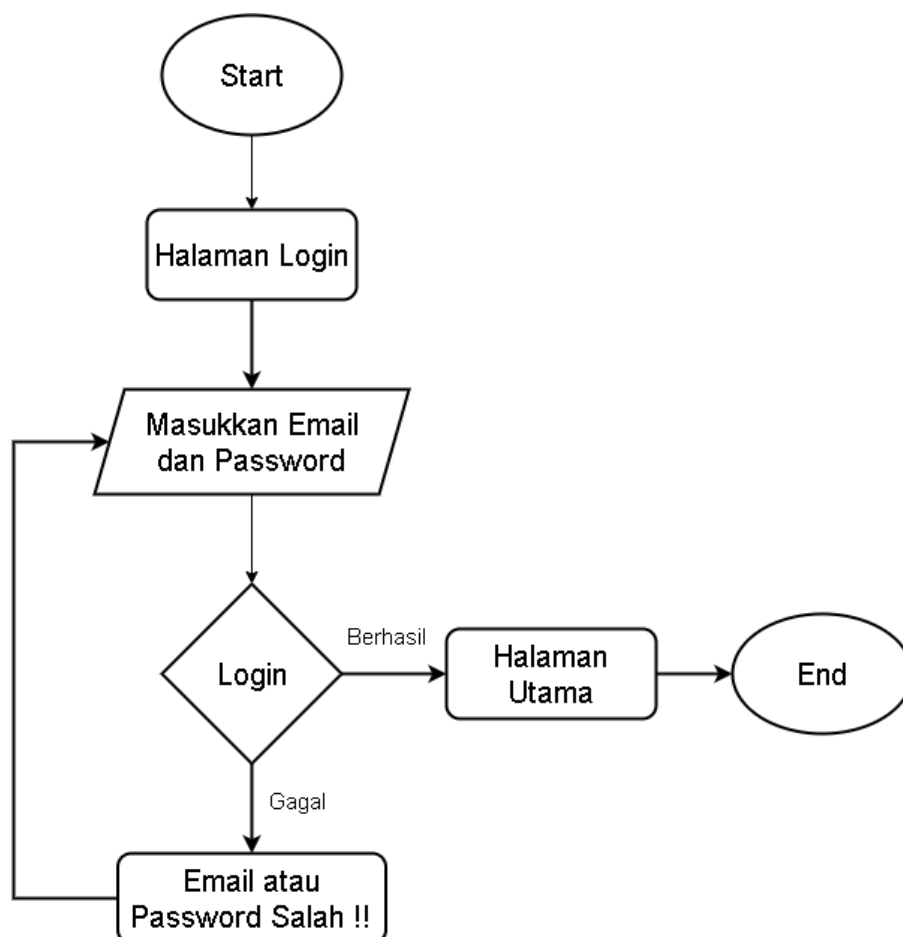 Start
Halaman Login
Masukkan Email
dan Password
Login
Berhasil
Halaman
Utama
End
Gagal
Email atau
Password Salah !!